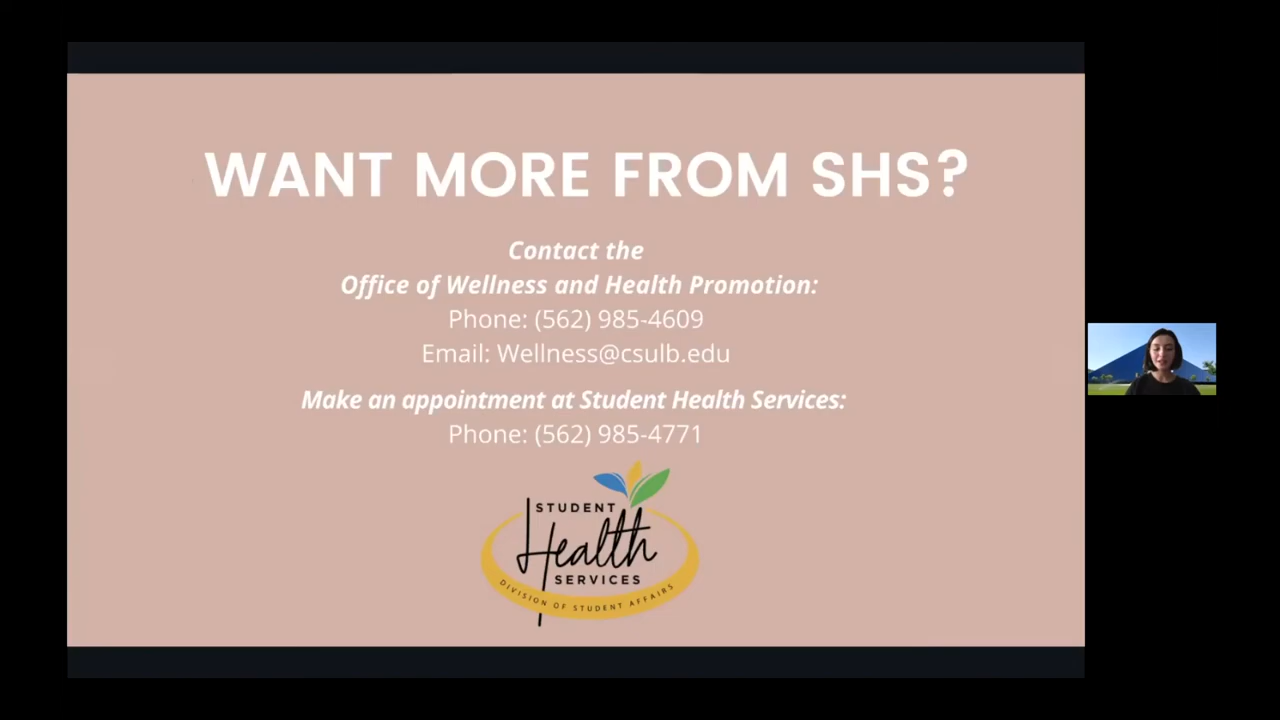 WANT MORE FROM SHS?
Contact the
Office of Wellness and Health Promotion:
Phone: (562) 985-4609
Email: Wellness@csulb.edu
Make an appointment at Student Health Services:
Phone: (562) 985-4771
STUDENT
Health
SERVICES
DIVISION OF STUDENT AFFAIRS